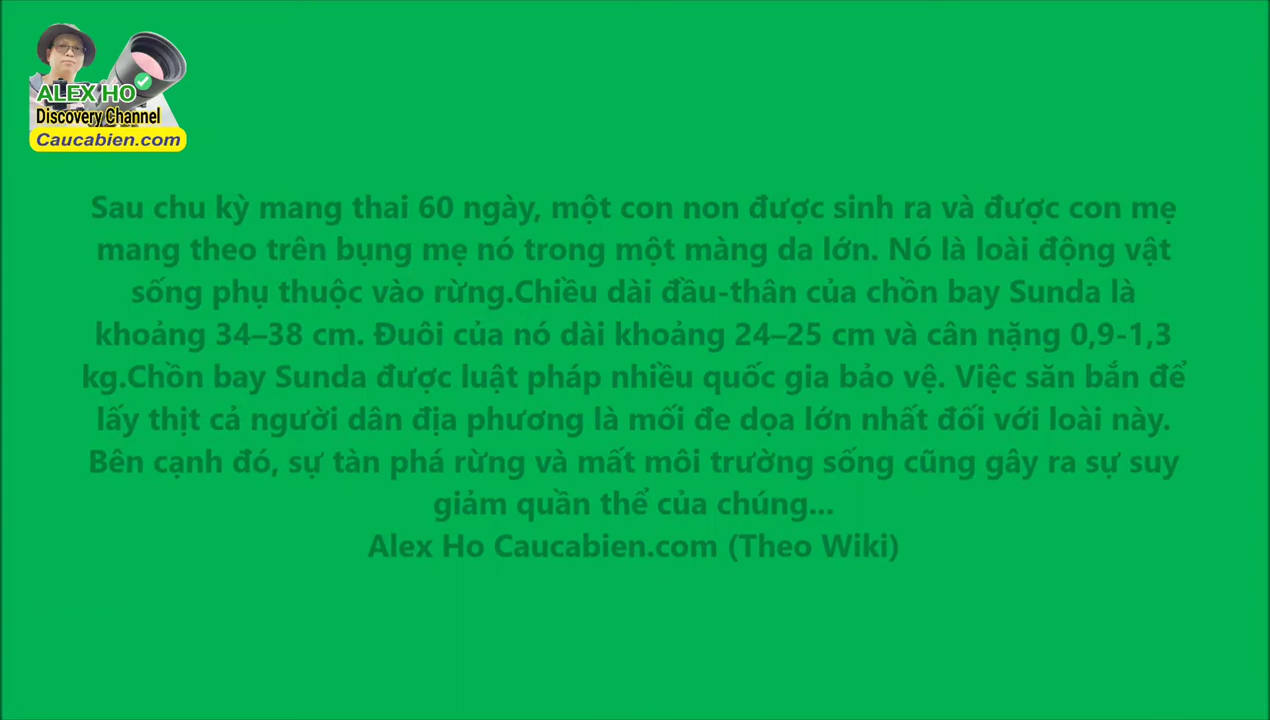 ALEX HO
Discovery Channel
Caucabien.com
Sau chu kỳ mang thai 60 ngày, một con non được sinh ra và được con mẹ
mang theo trên bụng mẹ nó trong một màng da lớn. Nó là loài động vật
sống phụ thuộc vào rừng.Chiều dài đầu-thân của chồn bay Sunda là
khoảng 34–38 cm. Đuôi của nó dài khoảng 24–25 cm và cân nặng 0,9-1,3
kg.Chồn bay Sunda được luật pháp nhiều quốc gia bảo vệ. Việc săn bắn để
lấy thịt cả người dân địa phương là mối đe dọa lớn nhất đối với loài này.
Bên cạnh đó, sự tàn phá rừng và mất môi trường sống cũng gây ra sự suy
giảm quần thể của chúng...
Alex Ho Caucabien.com (Theo Wiki)